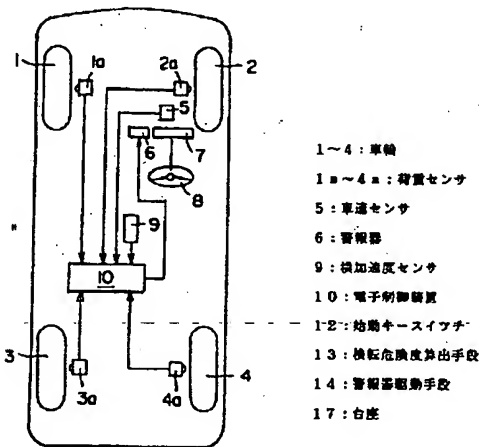 1
1a
2a
2
5
6
7
8
9
10
3
3a
4a
4
1~4:車輪
1a~4a:荷重センサ
5:車速センサ
6:警報器
9:横加速度センサ
10:電子制御装置
12:始動キースイツチ
13:横転危険度算出手段
14:警報器駆動手段
17:台座